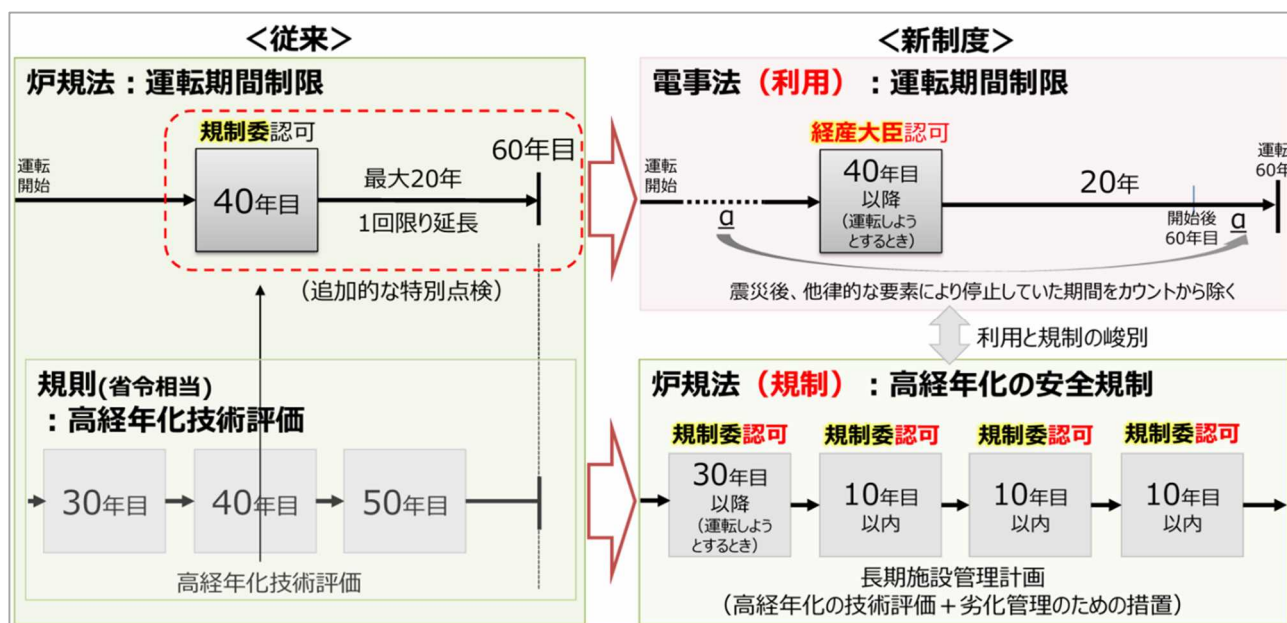 <従来>
炉規法：運転期間制限
規制委認可
60年目
運転
開始
40年目
最大20年
1回限り延長
（追加的な特別点検）
規則(省令相当)
：高経年化技術評価
30年目
40年目
50年目
高経年化技術評価
<新制度>
電事法（利用）：運転期間制限
経産大臣認可
運転
開始
40年目
以降
（運転しよう
とするとき）
20年
運転
60年
α
開始後
60年目
α
震災後、他律的な要素により停止していた期間をカウントから除く
利用と規制の峻別
炉規法（規制）：高経年化の安全規制
規制委認可
規制委認可
規制委認可
規制委認可
30年目
以降
（運転しよう
とするとき）
10年目
以内
10年目
以内
10年目
以内
長期施設管理計画
（高経年化の技術評価＋劣化管理のための措置）